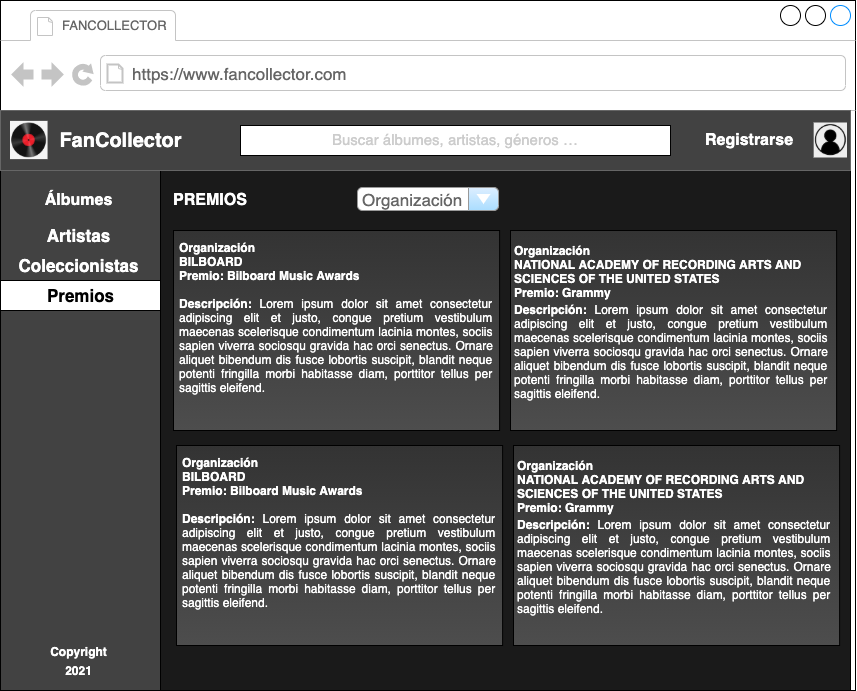 FANCOLLECTOR
https://www.fancollector.com
FanCollector
Buscar álbumes, artistas, géneros ...
Registrarse
Álbumes
Artistas
Coleccionistas
Premios
Copyright
2021
PREMIOS
Organización
Organización
BILBOARD
Premio: Bilboard Music Awards
Descripción: Lorem ipsum dolor sit amet consectetur
adipiscing elit et justo, congue pretium vestibulum
maecenas scelerisque condimentum lacinia montes, sociis
sapien viverra sociosqu gravida hac orci senectus. Ornare
aliquet bibendum dis fusce lobortis suscipit, blandit neque
potenti fringilla morbi habitasse diam, porttitor tellus per
sagittis eleifend.
Organización
NATIONAL ACADEMY OF RECORDING ARTS AND
SCIENCES OF THE UNITED STATES
Premio: Grammy
Descripción: Lorem ipsum dolor sit amet consectetur
adipiscing elit et justo, congue pretium vestibulum
maecenas scelerisque condimentum lacinia montes, sociis
sapien viverra sociosqu gravida hac orci senectus. Ornare
aliquet bibendum dis fusce lobortis suscipit, blandit neque
potenti fringilla morbi habitasse diam, porttitor tellus per
sagittis eleifend.
Organización
BILBOARD
Premio: Bilboard Music Awards
Descripción: Lorem ipsum dolor sit amet consectetur
adipiscing elit et justo, congue pretium vestibulum
maecenas scelerisque condimentum lacinia montes, sociis
sapien viverra sociosqu gravida hac orci senectus. Ornare
aliquet bibendum dis fusce lobortis suscipit, blandit neque
potenti fringilla morbi habitasse diam, porttitor tellus per
sagittis eleifend.
Organización
NATIONAL ACADEMY OF RECORDING ARTS AND
SCIENCES OF THE UNITED STATES
Premio: Grammy
Descripción: Lorem ipsum dolor sit amet consectetur
adipiscing elit et justo, congue pretium vestibulum
maecenas scelerisque condimentum lacinia montes, sociis
sapien viverra sociosqu gravida hac orci senectus. Ornare
aliquet bibendum dis fusce lobortis suscipit, blandit neque
potenti fringilla morbi habitasse diam, porttitor tellus per
sagittis eleifend.